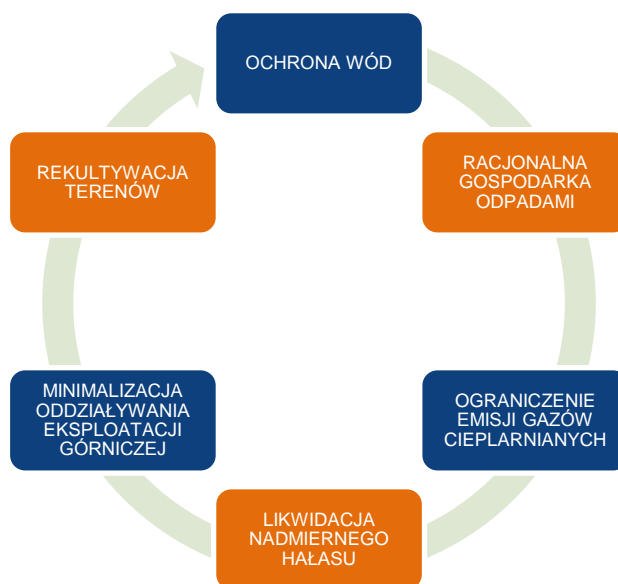 OCHRONA WÓD
RACJONALNA
GOSPODARKA
ODPADAMI
OGRANICZENIE
EMISJI GAZÓW
CIEPLARNIANYCH
LIKWIDACJA
NADMIERNEGO
HAŁASU
MINIMALIZACJA
ODDZIAŁYWANIA
EKSPLOATACJI
GÓRNICZEJ
REKULTYWACJA
TERENÓW